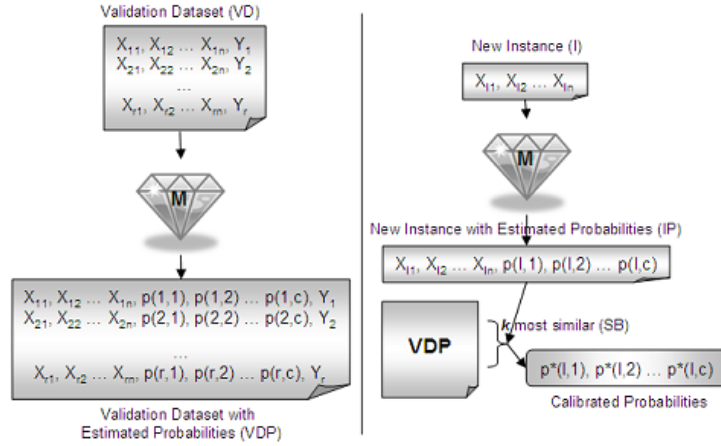 Validation Dataset (VD)
X11, X12 ... X1n, Y1
X21, X22 ... X2n, Y2
...
Xr1, Xr2 ... Xrn, Yr
M
X11, X12 ... X1n, p(1,1), p(1,2) ... p(1,c), Y1
X21, X22 ... X2n, p(2,1), p(2,2) ... p(2,c), Y2
...
Xr1, Xr2 ... Xrn, p(r,1), p(r,2) ... p(r,c), Yr
Validation Dataset with
Estimated Probabilities (VDP)
New Instance (I)
XI1, XI2 ... XIn
M
New Instance with Estimated Probabilities (IP)
XI1, XI2 ... XIn, p(I,1), p(I,2) ... p(I,c)
VDP
k most similar (SB)
p*(I,1), p*(I,2) ... p*(I,c)
Calibrated Probabilities